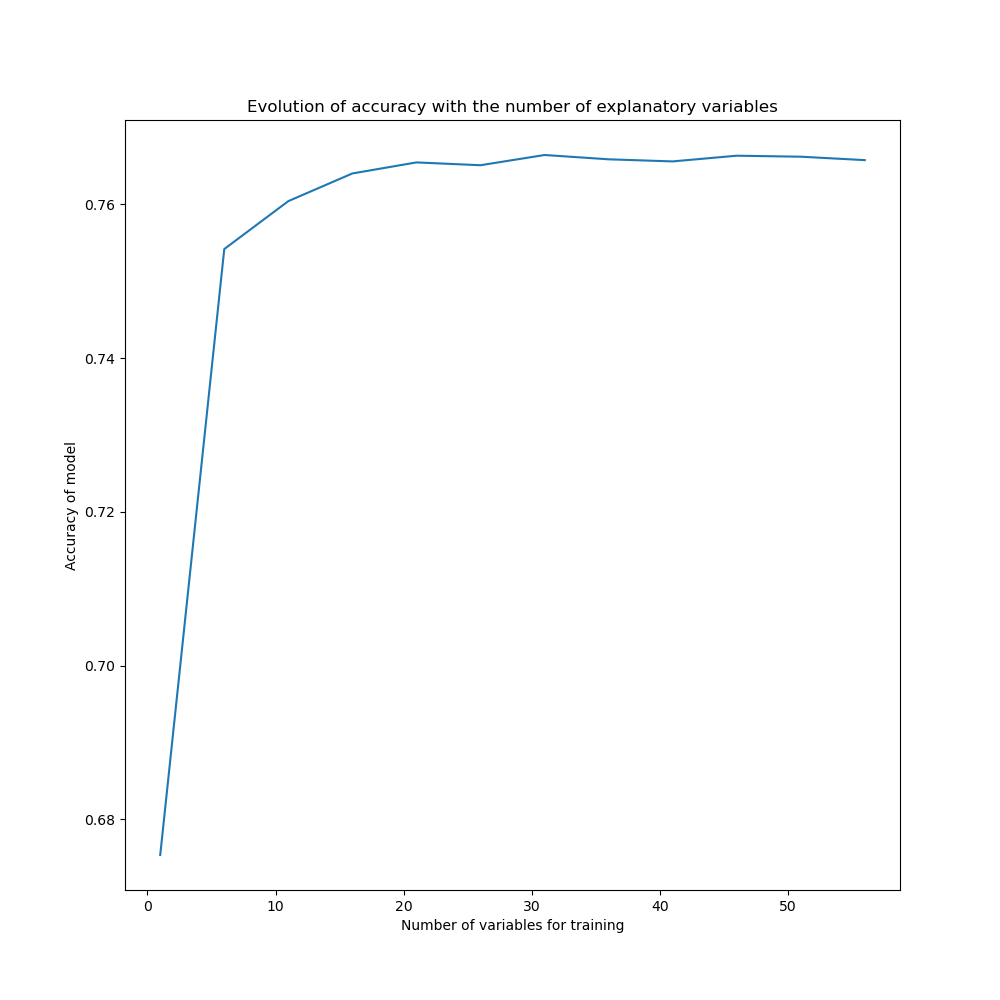 Evolution of accuracy with the number of explanatory variables
0.76
0.74
0.72
0.70
0.68
Accuracy of model
0 10 20 30 40 50
Number of variables for training